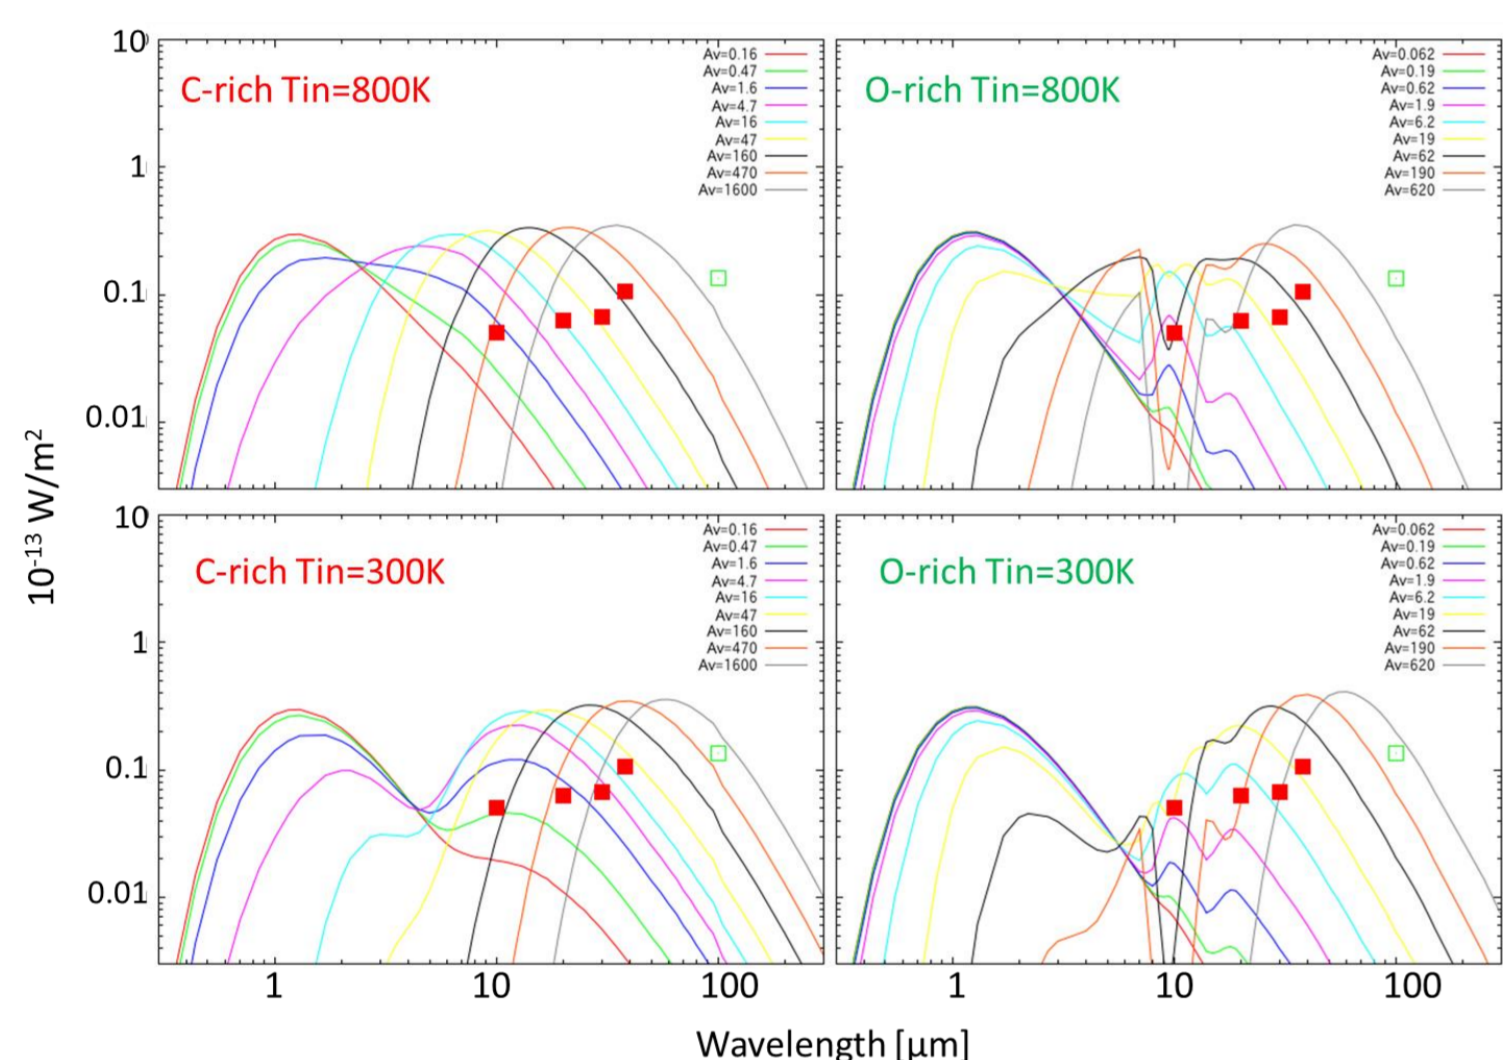 10
1
0.1
0.01
C-rich Tin=800K
Av=0.16
Av=0.47
Av=1.6
Av=4.7
Av=16
Av=47
Av=160
Av=470
Av=1600
O-rich Tin=800K
Av=0.062
Av=0.19
Av=0.62
Av=1.9
Av=6.2
Av=19
Av=62
Av=190
Av=620
10⁻¹³ W/m²
10
1
0.1
0.01
C-rich Tin=300K
Av=0.16
Av=0.47
Av=1.6
Av=4.7
Av=16
Av=47
Av=160
Av=470
Av=1600
O-rich Tin=300K
Av=0.062
Av=0.19
Av=0.62
Av=1.9
Av=6.2
Av=19
Av=62
Av=190
Av=620
1 10 100 1 10 100
Wavelength [μm]